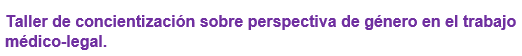 Taller de concientización sobre perspectiva de género en el trabajo
médico-legal.